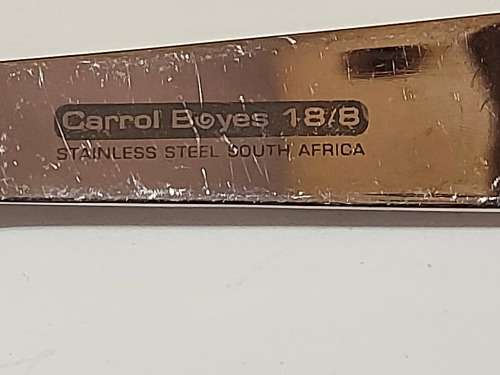 Carrol Boyes 18/8
STAINLESS STEEL SOUTH AFRICA